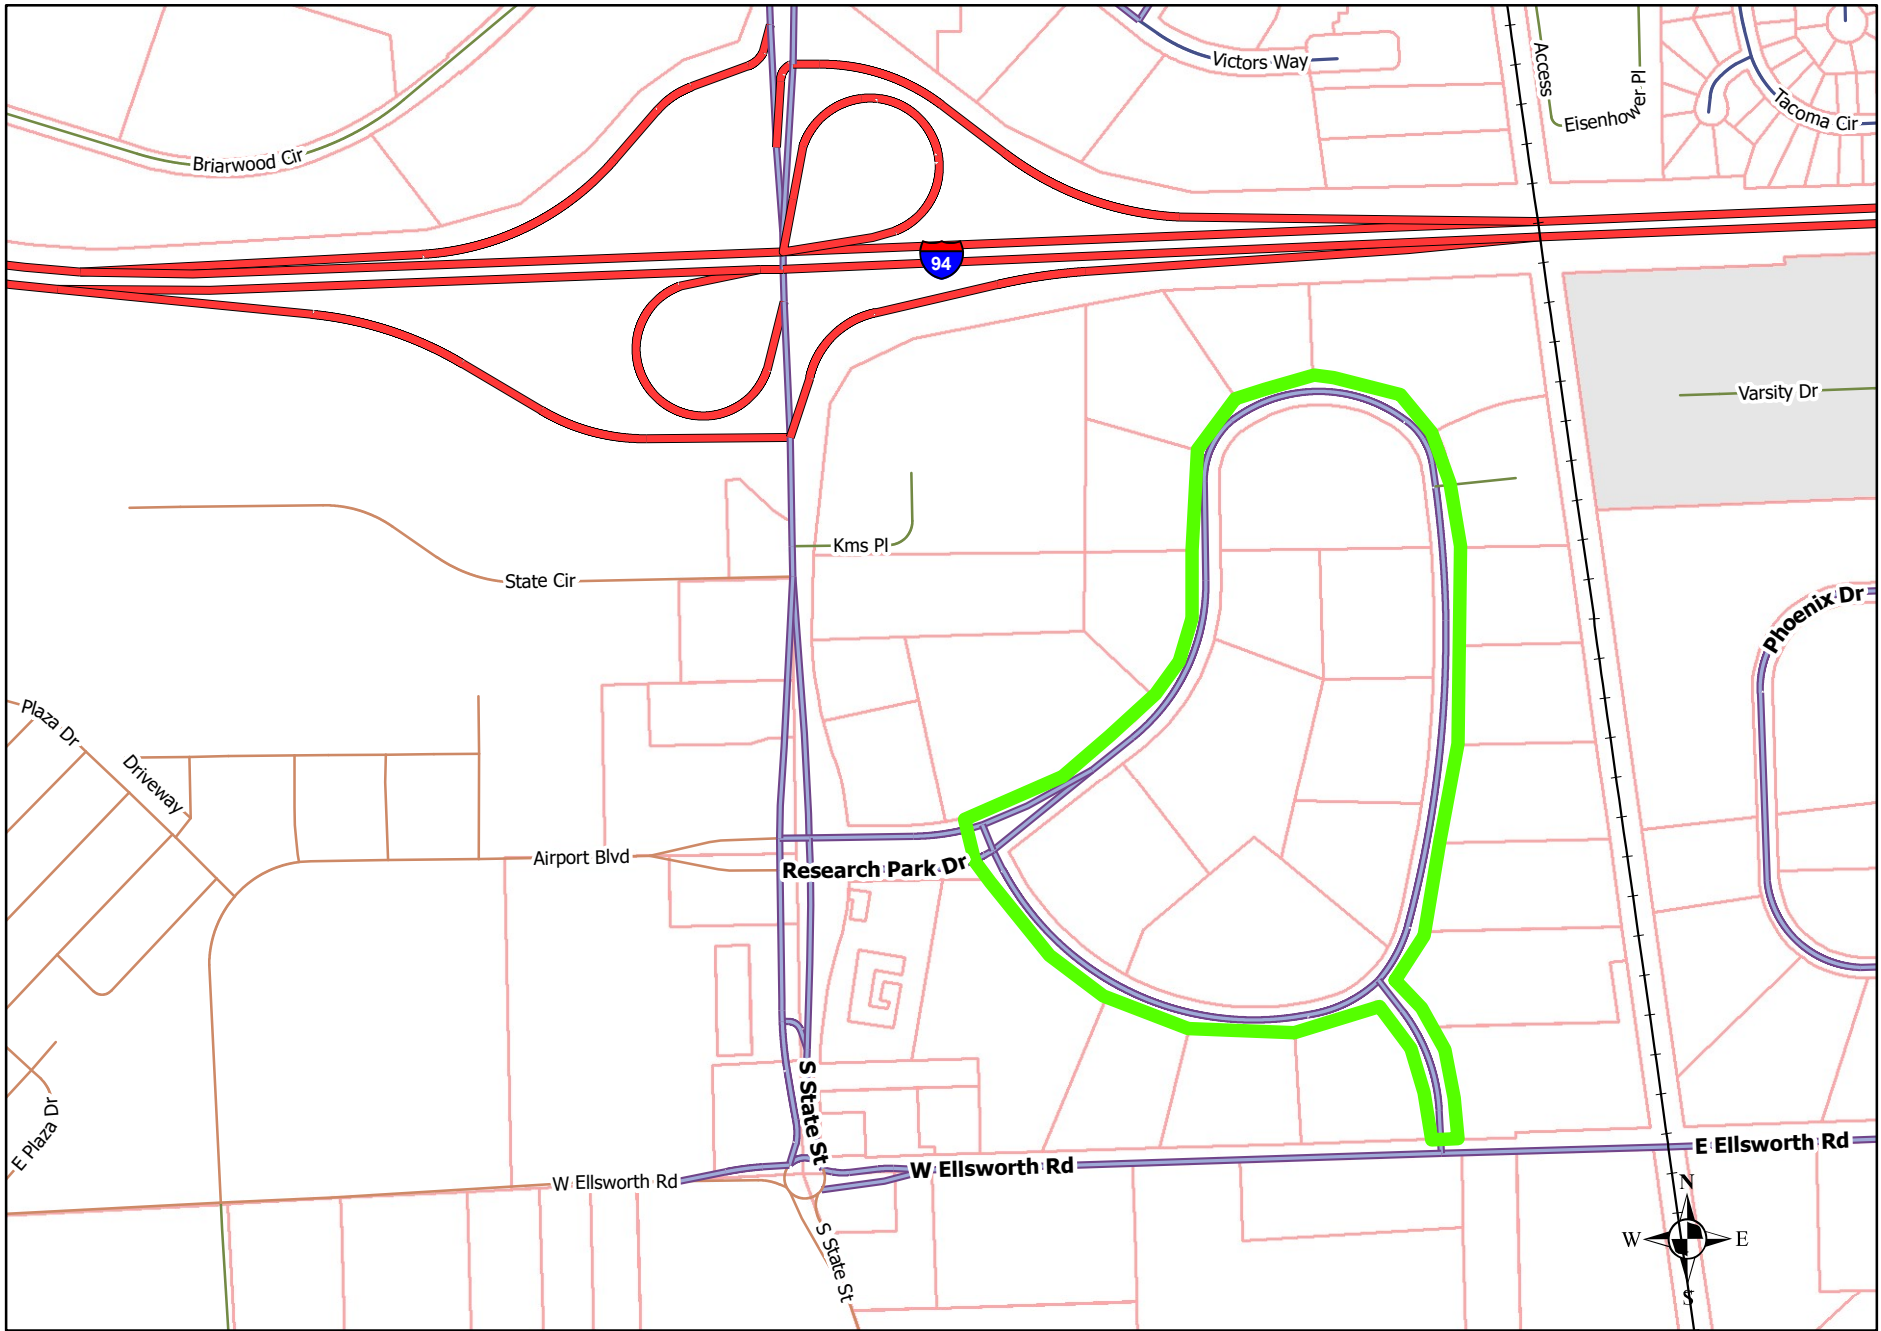 Victors Way
Access
Eisenhower Pl
Tacoma Cir
Briarwood Cir
94
Varsity Dr
Kms Pl
State Cir
Phoenix Dr
Plaza Dr
Driveway
Airport Blvd
Research Park Dr
S State St
E Plaza Dr
W Ellsworth Rd
W Ellsworth Rd
E Ellsworth Rd
S State St
N
W
E
S